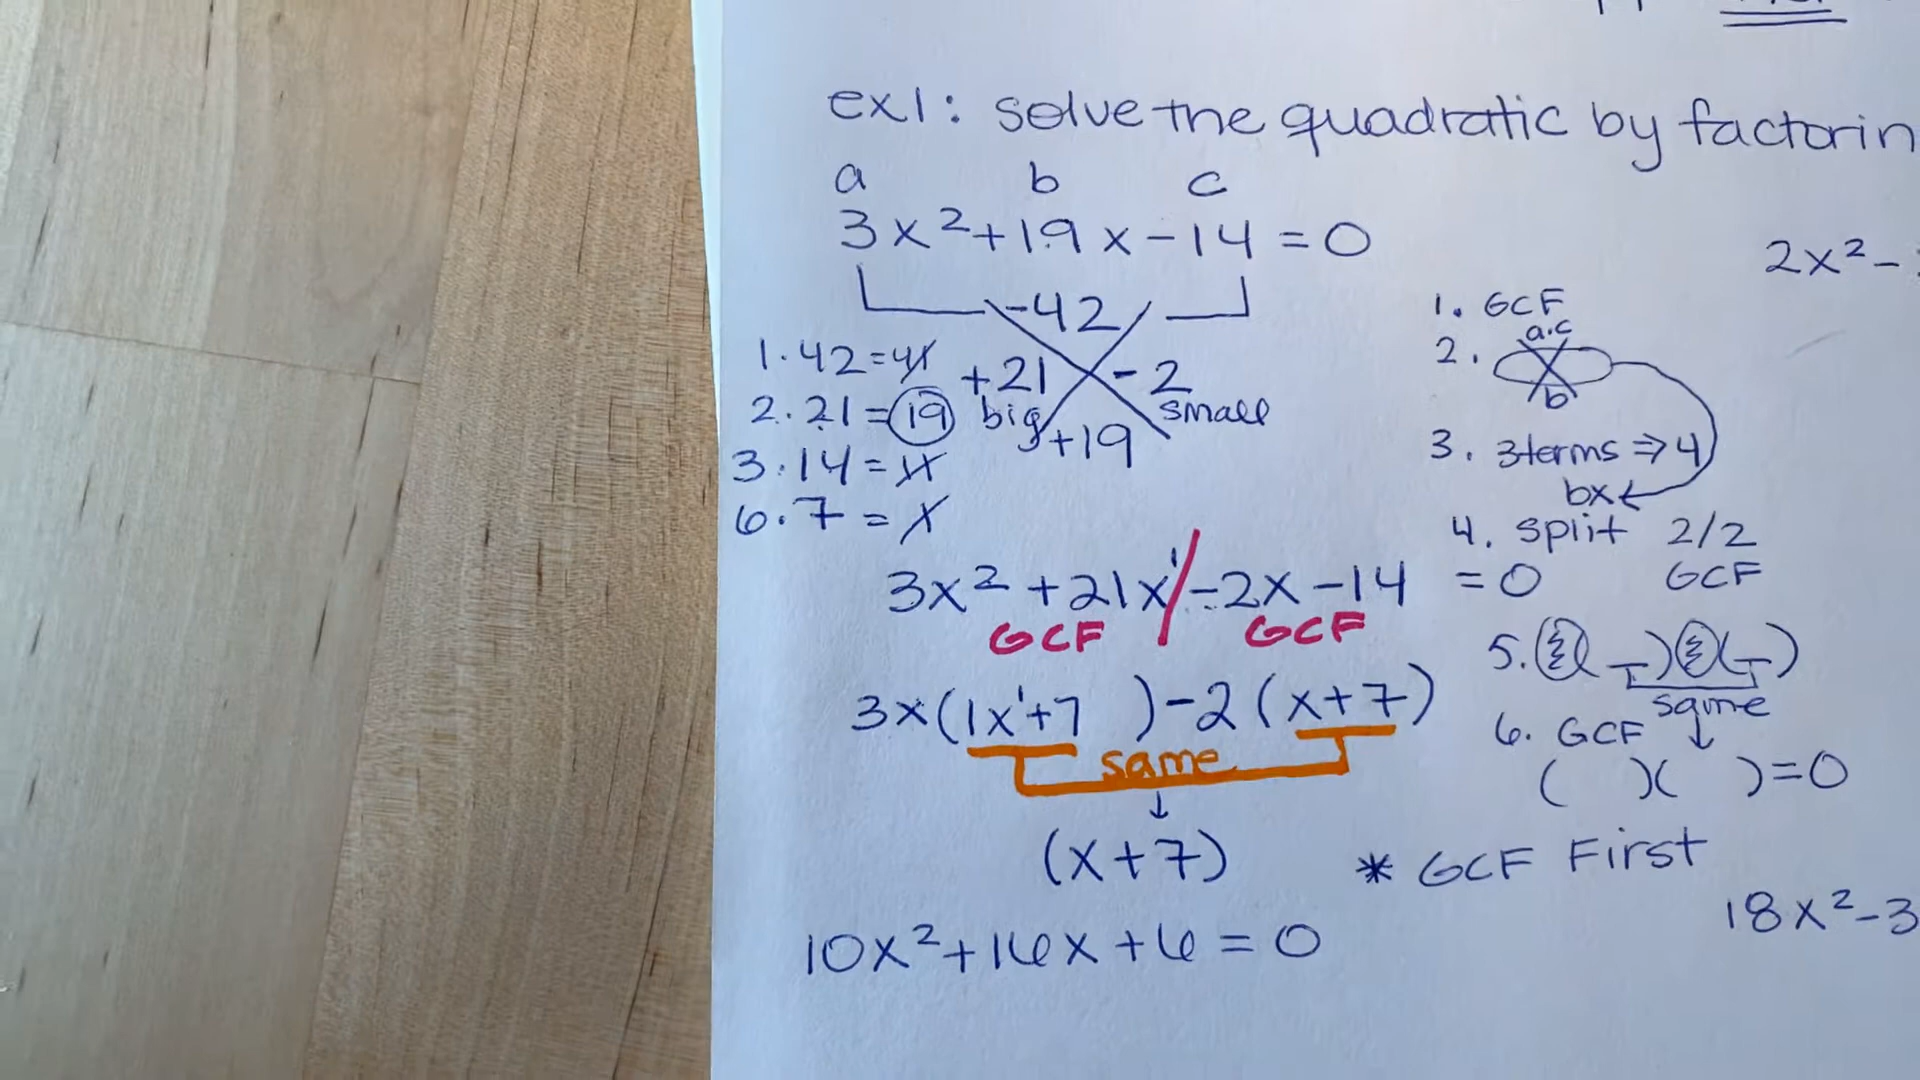 ex1: solve the quadratic by factorin
a b c
3x²+19x-14=0
2x²-
-42
1·42=41
+21 -2
2·21=19
big small
+19
3·14=11
6·7=1
1. GCF
2. a·c
b
3. 3terms ⇒ 4
bx←
4. split 2/2
GCF
3x²+21x¹/-2x-14 =0
GCF GCF
5. ( _ ) ( _ )
same
3x(1x¹+7 )-2(x+7)
same
↓
(x+7)
6. GCF ↓
( )( )=0
* GCF First
18x²-3
10x²+16x+6=0